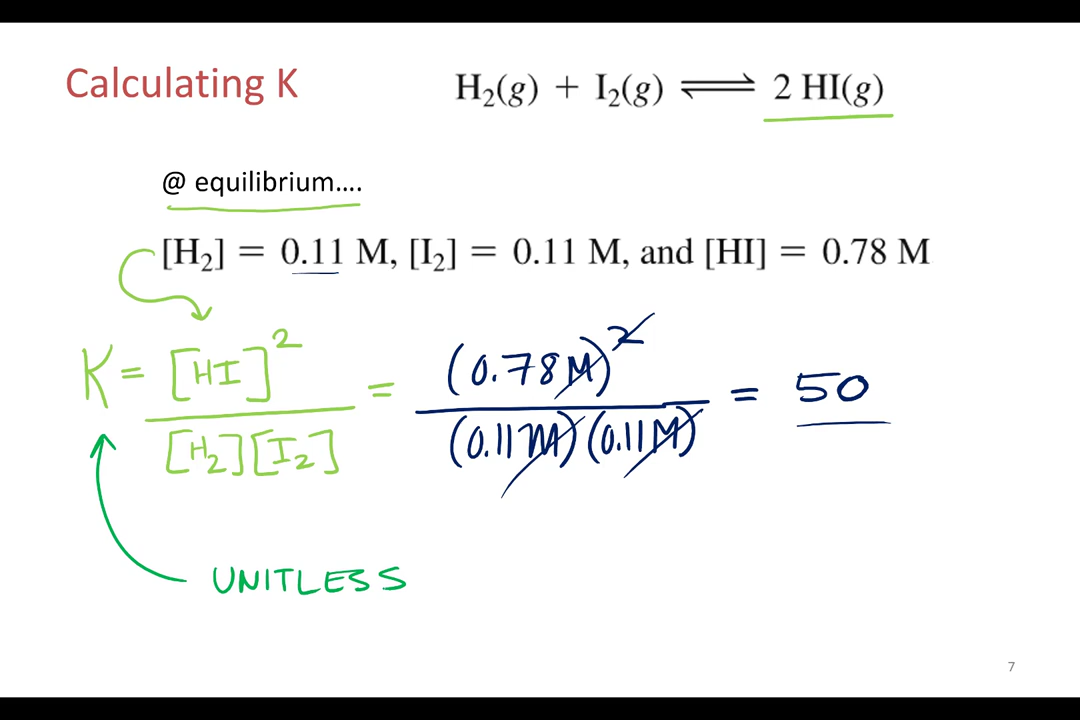 Calculating K
H₂(g) + I₂(g) ⇌ 2 HI(g)
@ equilibrium....
[H₂] = 0.11 M, [I₂] = 0.11 M, and [HI] = 0.78 M
K = [HI]² / [H₂][I₂] = (0.78 M)² / (0.11 M)(0.11 M) = 50
UNITLESS
7